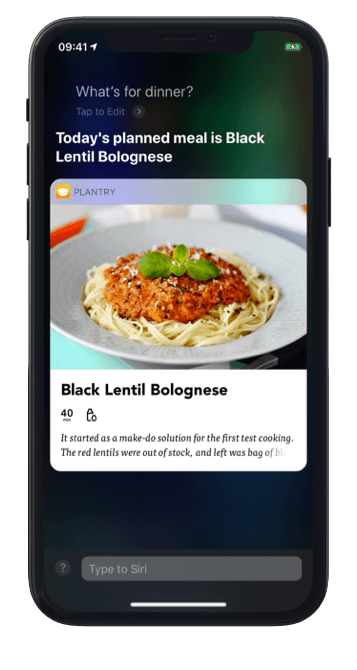 09:41
What's for dinner?
Tap to Edit
Today's planned meal is Black
Lentil Bolognese
PLANTRY
Black Lentil Bolognese
40
min
It started as a make-do solution for the first test cooking.
The red lentils were out of stock, and left was bag of
?
Type to Siri